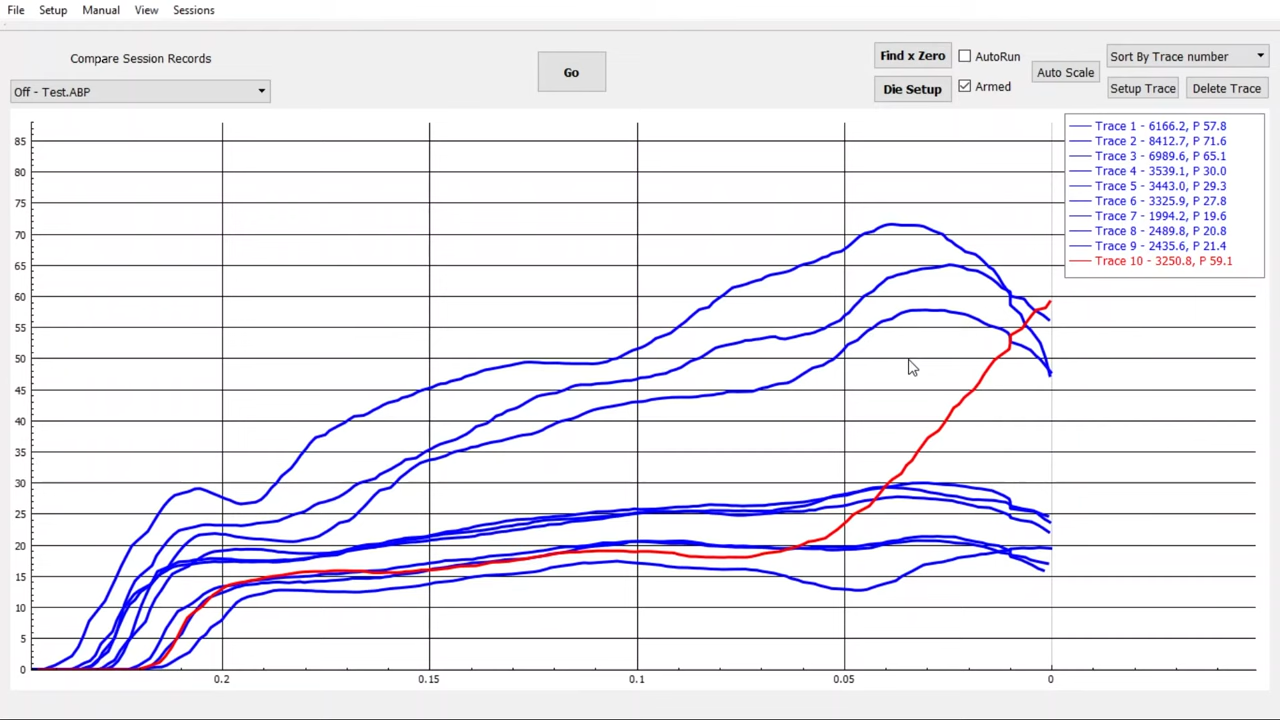 File Setup Manual View Sessions
Compare Session Records
Off - Test.ABP
Go
Find x Zero
AutoRun
Die Setup
Armed
Auto Scale
Sort By Trace number
Setup Trace
Delete Trace
Trace 1 - 6166.2, P 57.8
Trace 2 - 8412.7, P 71.6
Trace 3 - 6989.6, P 65.1
Trace 4 - 3539.1, P 30.0
Trace 5 - 3443.0, P 29.3
Trace 6 - 3325.9, P 27.8
Trace 7 - 1994.2, P 19.6
Trace 8 - 2489.8, P 20.8
Trace 9 - 2435.6, P 21.4
Trace 10 - 3250.8, P 59.1
85
80
75
70
65
60
55
50
45
40
35
30
25
20
15
10
5
0
0.2 0.15 0.1 0.05 0